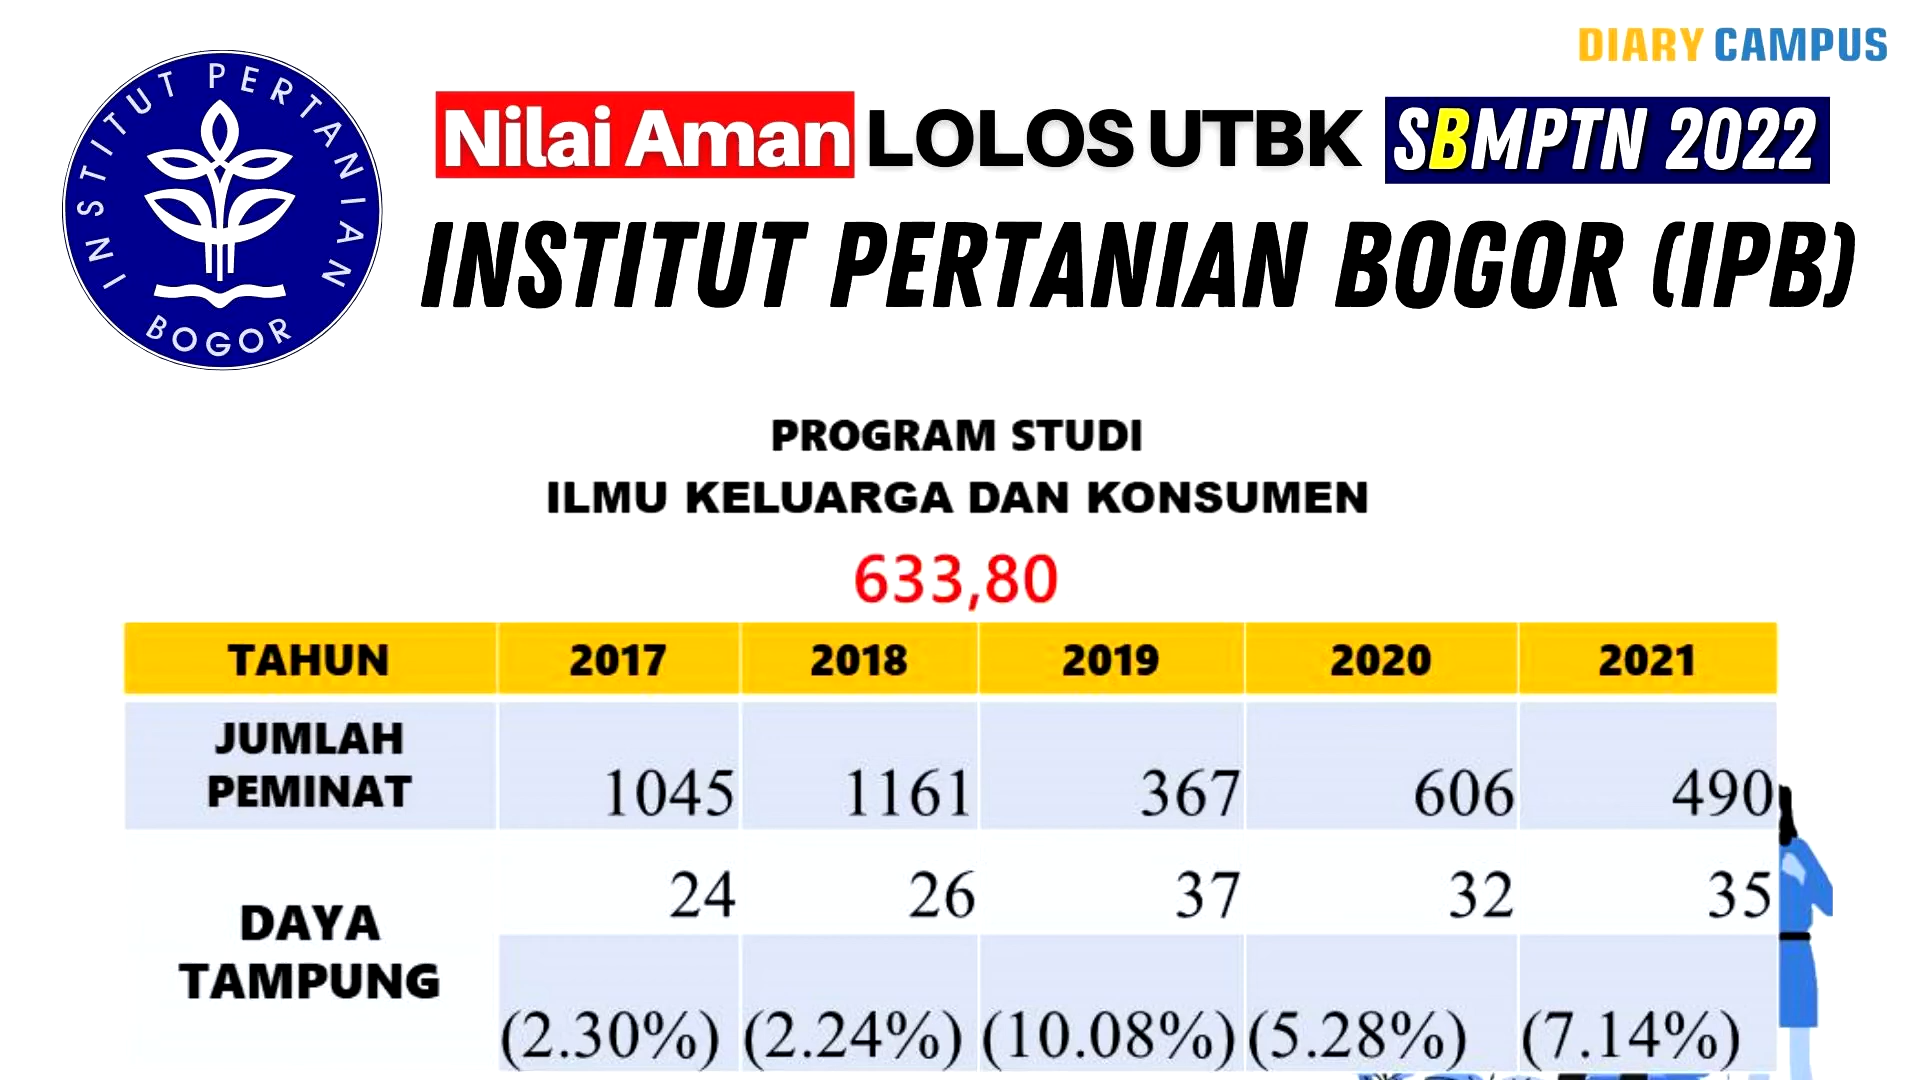 DIARY CAMPUS
INSTITUT PERTANIAN
BOGOR
Nilai Aman LOLOS UTBK SBMPTN 2022
INSTITUT PERTANIAN BOGOR (IPB)
PROGRAM STUDI
ILMU KELUARGA DAN KONSUMEN
633,80
TAHUN 2017 2018 2019 2020 2021
JUMLAH
PEMINAT 1045 1161 367 606 490
24 26 37 32 35
DAYA
TAMPUNG
(2.30%) (2.24%) (10.08%) (5.28%) (7.14%)